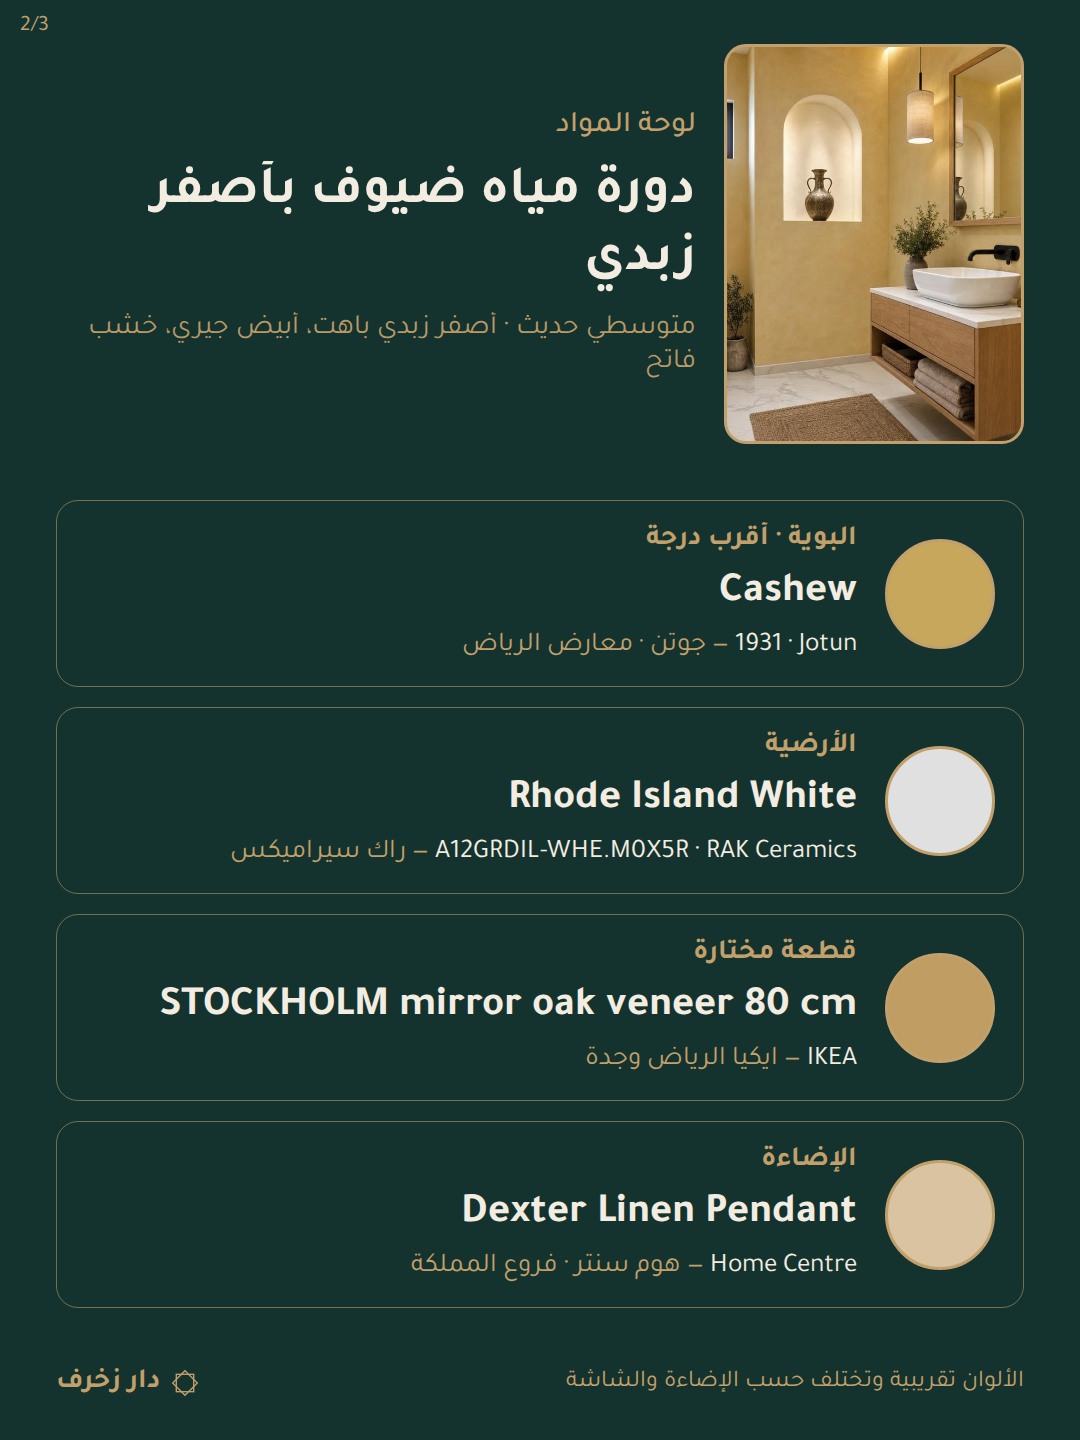 2/3
لوحة المواد
دورة مياه ضيوف بأصفر
زبدي
متوسطي حديث · أصفر زبدي باهت، أبيض جيري، خشب
فاتح
البوية · أقرب درجة
Cashew
1931 · Jotun – جوتن · معارض الرياض
الأرضية
Rhode Island White
A12GRDIL-WHE.M0X5R · RAK Ceramics – راك سيراميكس
قطعة مختارة
STOCKHOLM mirror oak veneer 80 cm
IKEA – ايكيا الرياض وجدة
الإضاءة
Dexter Linen Pendant
Home Centre – هوم سنتر · فروع المملكة
الألوان تقريبية وتختلف حسب الإضاءة والشاشة
دار زخرف